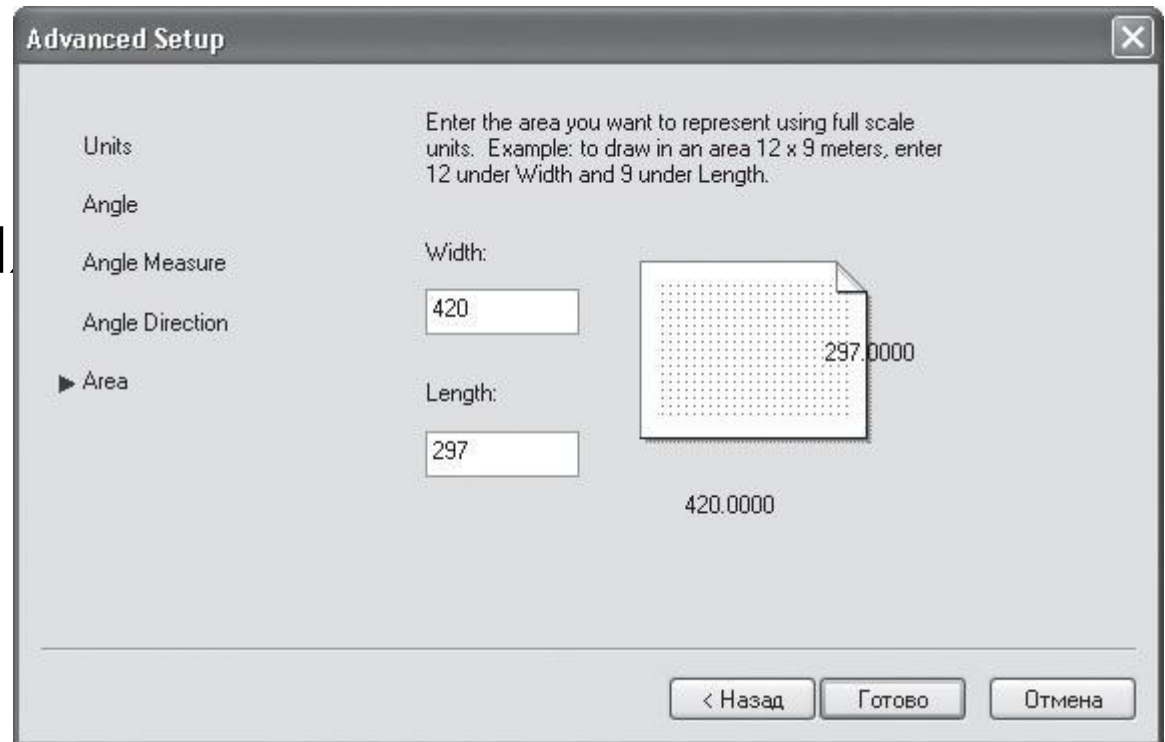 Advanced Setup
Units
Angle
Angle Measure
Angle Direction
Area
Enter the area you want to represent using full scale
units. Example: to draw in an area 12 x 9 meters, enter
12 under Width and 9 under Length.
Width:
420
Length:
297
297.0000
420.0000
< Назад
Готово
Отмена